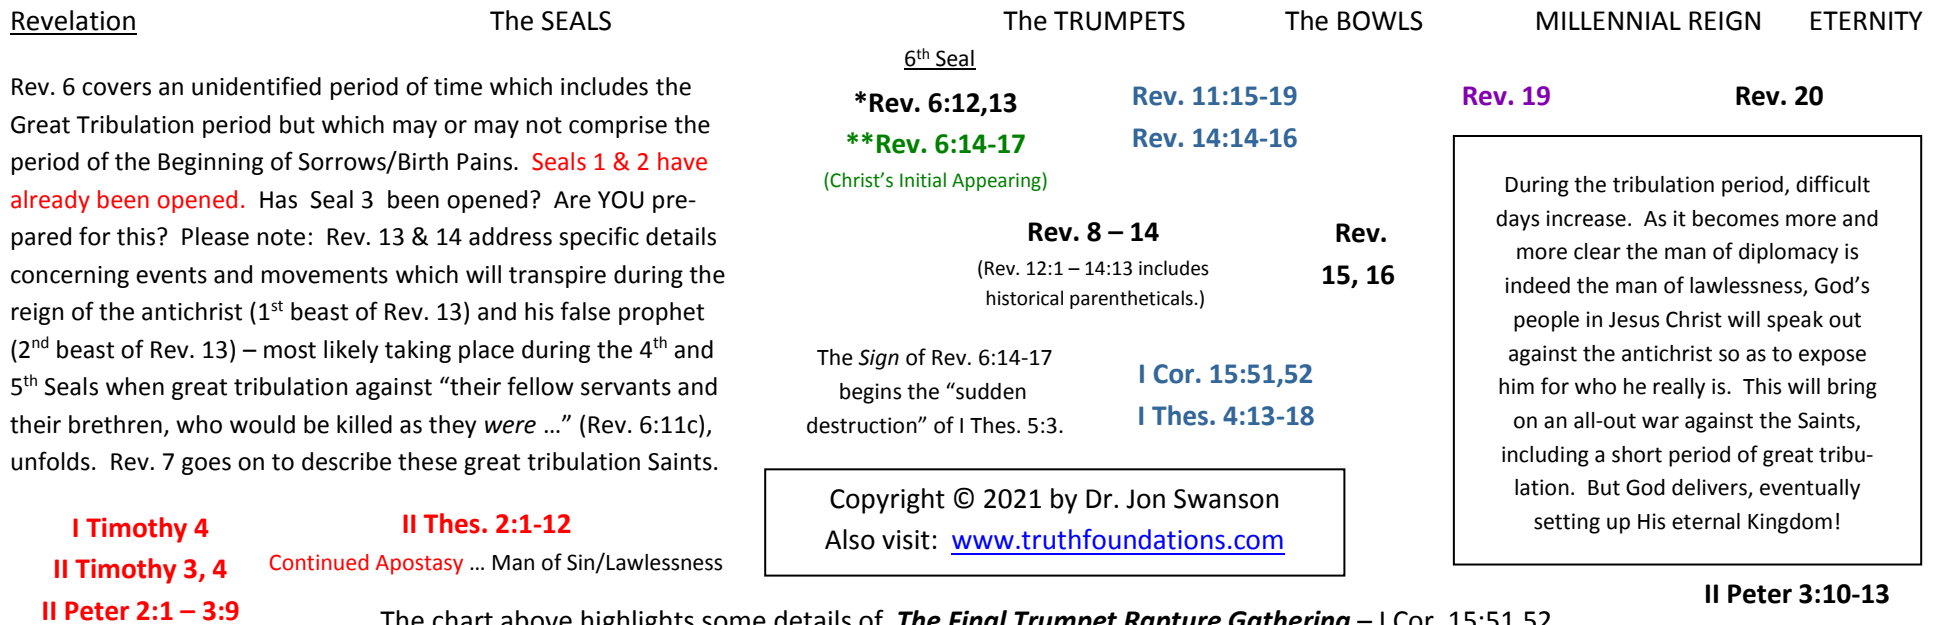 Revelation The SEALS The TRUMPETS The BOWLS MILLENNIAL REIGN ETERNITY
Rev. 6 covers an unidentified period of time which includes the
Great Tribulation period but which may or may not comprise the
period of the Beginning of Sorrows/Birth Pains. Seals 1 & 2 have
already been opened. Has Seal 3 been opened? Are YOU pre-
pared for this? Please note: Rev. 13 & 14 address specific details
concerning events and movements which will transpire during the
reign of the antichrist (1st beast of Rev. 13) and his false prophet
(2nd beast of Rev. 13) – most likely taking place during the 4th and
5th Seals when great tribulation against “their fellow servants and
their brethren, who would be killed as they were …” (Rev. 6:11c),
unfolds. Rev. 7 goes on to describe these great tribulation Saints.
I Timothy 4
II Timothy 3, 4
II Peter 2:1 – 3:9
II Thes. 2:1-12
Continued Apostasy … Man of Sin/Lawlessness
6th Seal
*Rev. 6:12,13
**Rev. 6:14-17
(Christ’s Initial Appearing)
Rev. 11:15-19
Rev. 14:14-16
Rev. 8 – 14
(Rev. 12:1 – 14:13 includes
historical parentheticals.)
Rev.
15, 16
The Sign of Rev. 6:14-17
begins the “sudden
destruction” of I Thes. 5:3.
I Cor. 15:51,52
I Thes. 4:13-18
Copyright © 2021 by Dr. Jon Swanson
Also visit: www.truthfoundations.com
Rev. 19 Rev. 20
During the tribulation period, difficult
days increase. As it becomes more and
more clear the man of diplomacy is
indeed the man of lawlessness, God’s
people in Jesus Christ will speak out
against the antichrist so as to expose
him for who he really is. This will bring
on an all-out war against the Saints,
including a short period of great tribu-
lation. But God delivers, eventually
setting up His eternal Kingdom!
II Peter 3:10-13
The chart above highlights some details of The Final Trumpet Rapture Gathering – I Cor. 15:51,52